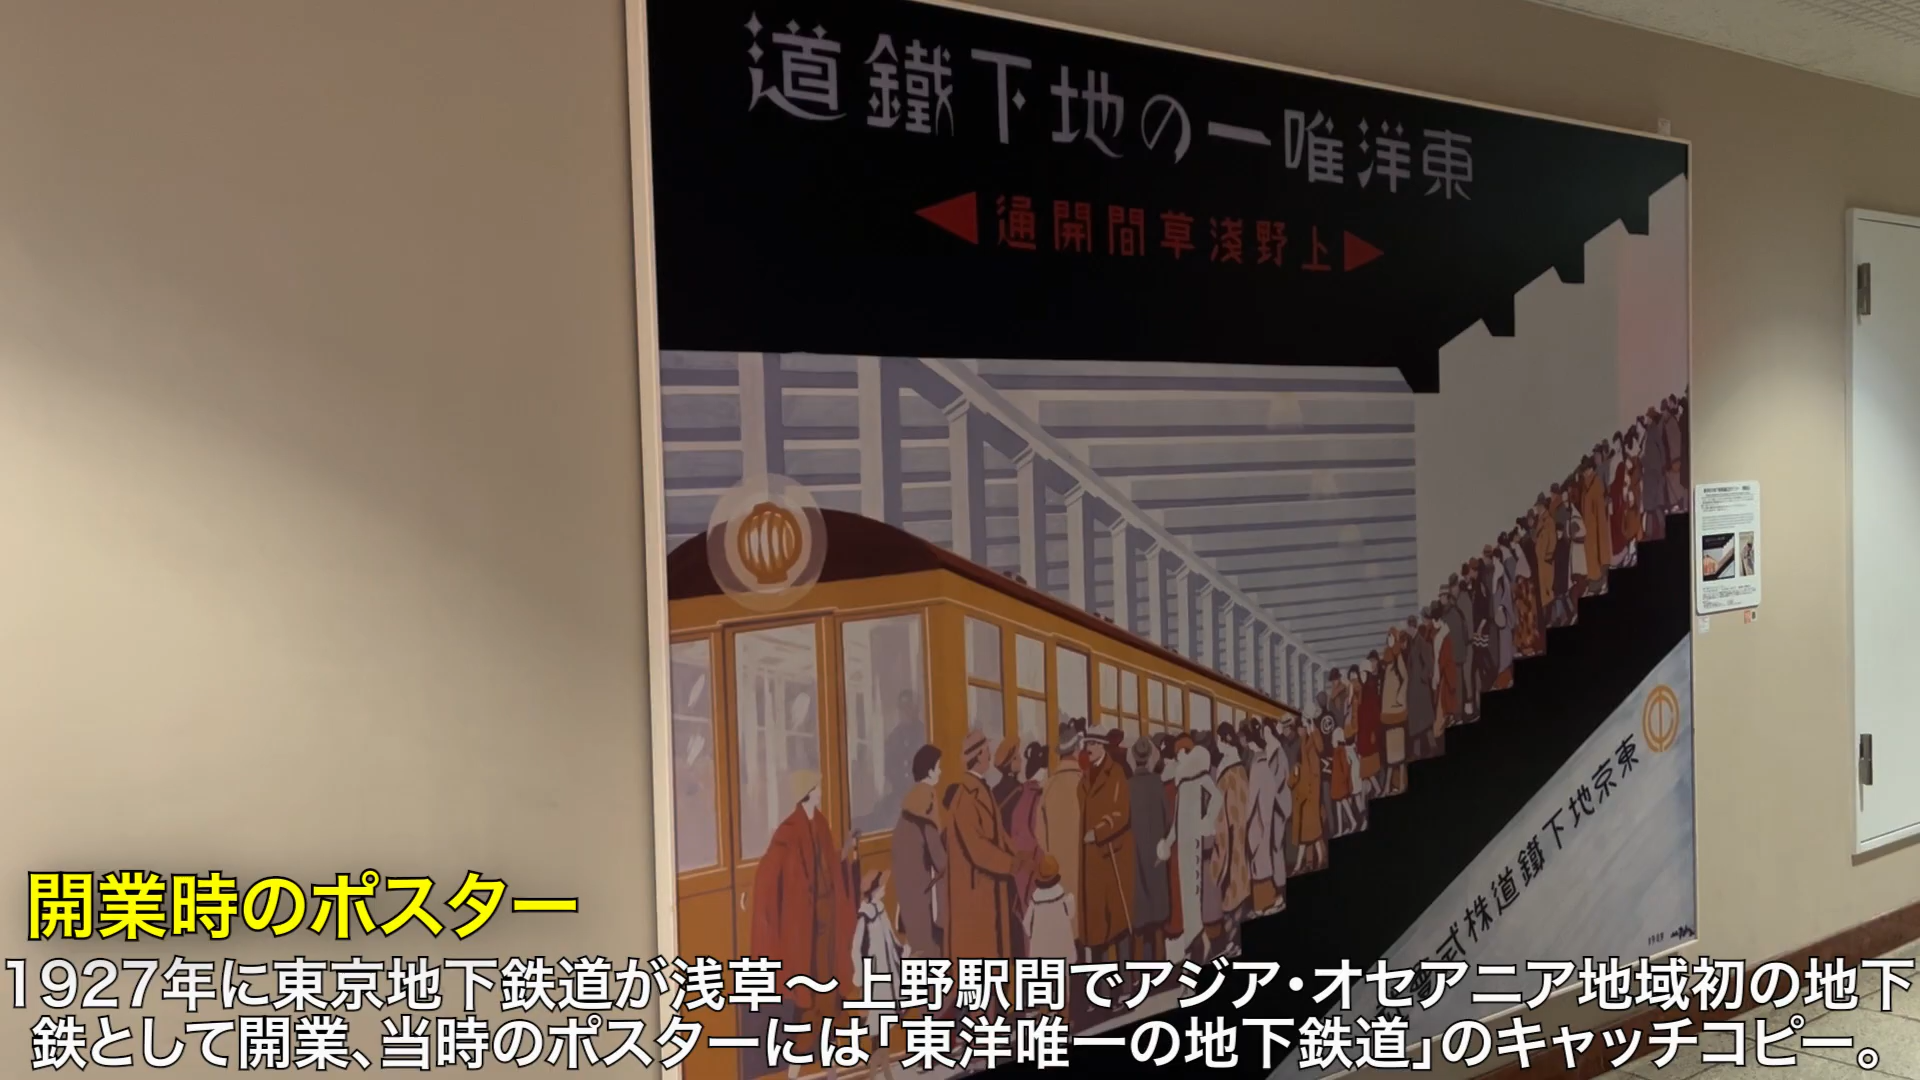 東洋唯一の地下鐵道
上野淺草間開通
東京地下鐵道株式會社
開業時のポスター
1927年に東京地下鉄道が浅草～上野駅間でアジア・オセアニア地域初の地下
鉄として開業、当時のポスターには「東洋唯一の地下鉄道」のキャッチコピー。